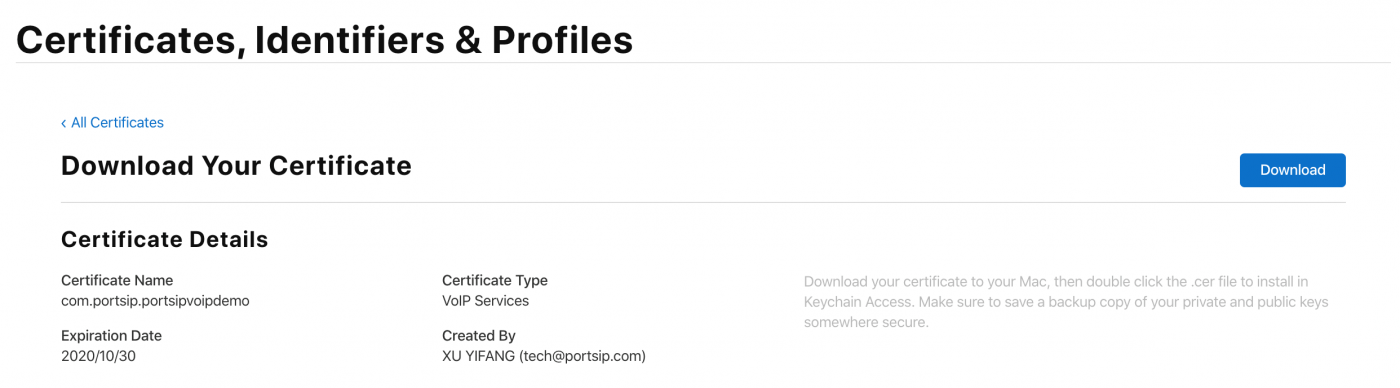 Certificates, Identifiers & Profiles
‹ All Certificates
Download Your Certificate
Download
Certificate Details
Certificate Name
com.portsip.portsipvoipdemo
Certificate Type
VoIP Services
Download your certificate to your Mac, then double click the .cer file to install in
Keychain Access. Make sure to save a backup copy of your private and public keys
somewhere secure.
Expiration Date
2020/10/30
Created By
XU YIFANG (tech@portsip.com)